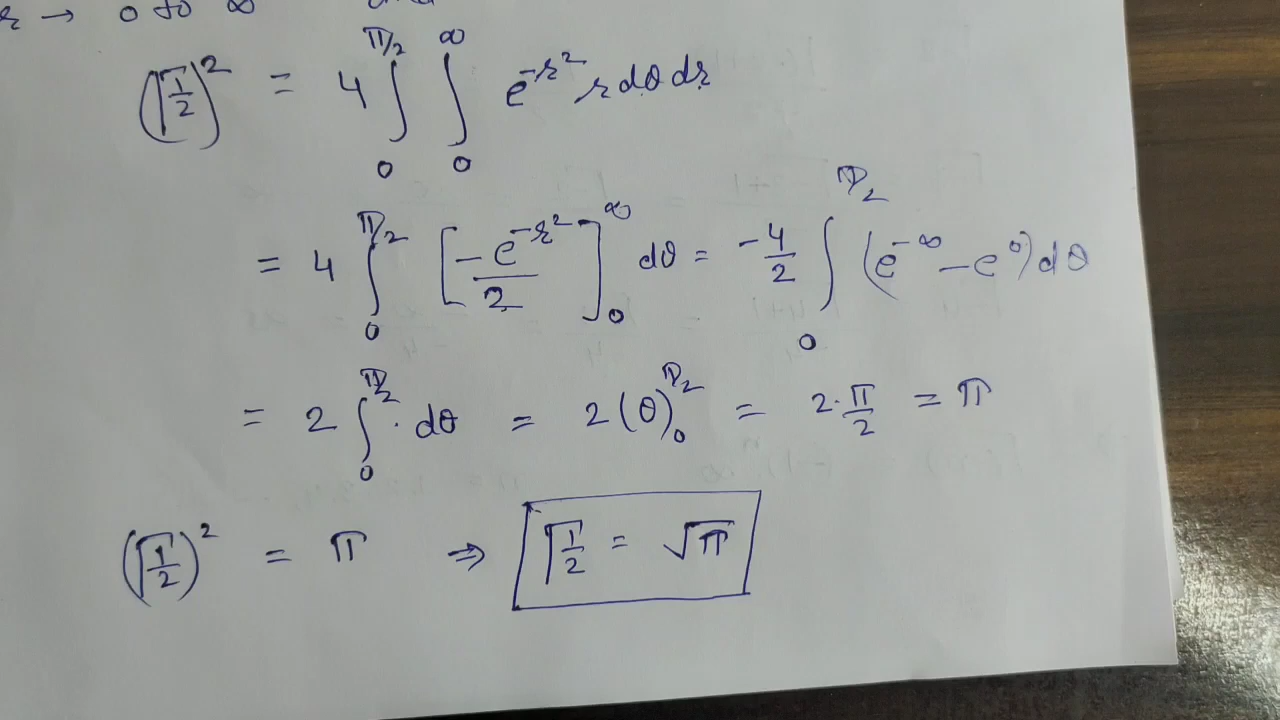 r → 0 to ∞
(Γ1/2)² = 4 ∫₀^{π/2} ∫₀^∞ e^{-r²} r dθ dr
= 4 ∫₀^{π/2} [-e^{-r²}/2]₀^∞ dθ = -4/2 ∫₀^{π/2} (e^{-∞} - e⁰) dθ
= 2 ∫₀^{π/2} · dθ = 2 (θ)₀^{π/2} = 2·π/2 = π
(Γ1/2)² = π ⇒ Γ1/2 = √π